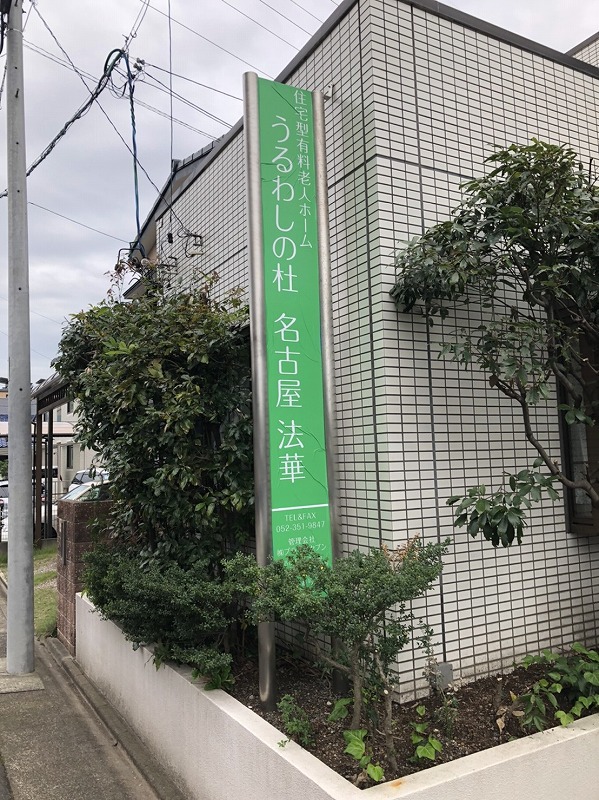 住宅型有料老人ホーム
うるわしの杜 名古屋 法華
TEL&FAX
052-351-9847
管理会社